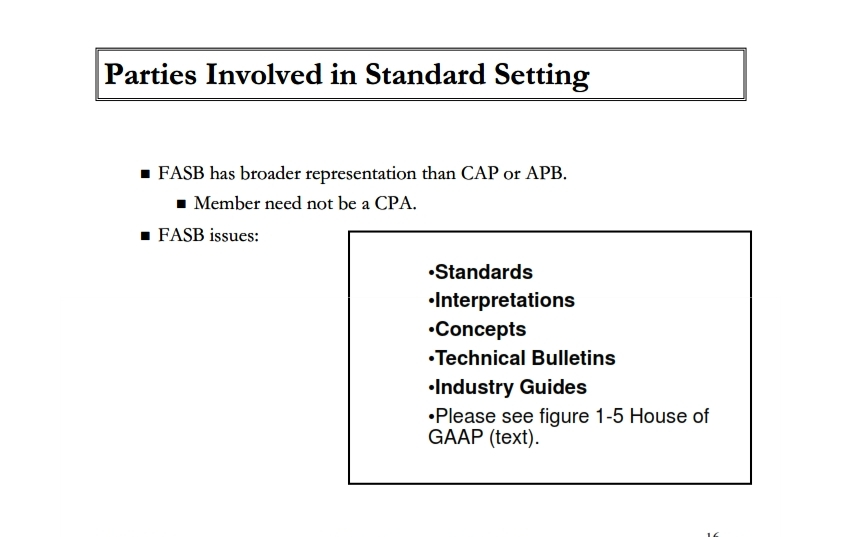 Parties Involved in Standard Setting
■ FASB has broader representation than CAP or APB.
■ Member need not be a CPA.
■ FASB issues:
•Standards
•Interpretations
•Concepts
•Technical Bulletins
•Industry Guides
•Please see figure 1-5 House of
GAAP (text).
16